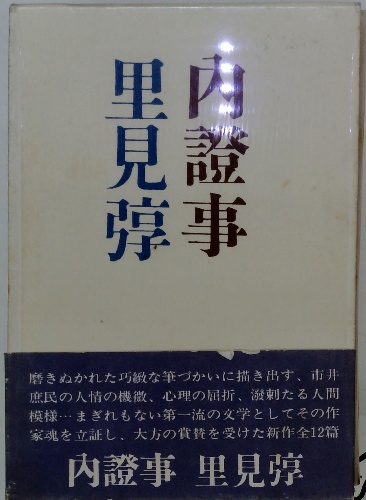 內證事
里見弴
磨きぬかれた巧緻な筆づかいに描き出す、市井
庶民の人情の機微、心理の屈折、潑剌たる人間
模様…まぎれもない第一流の文学としてその作
家魂を立証し、大方の賞賛を受けた新作全12篇
內證事 里見弴